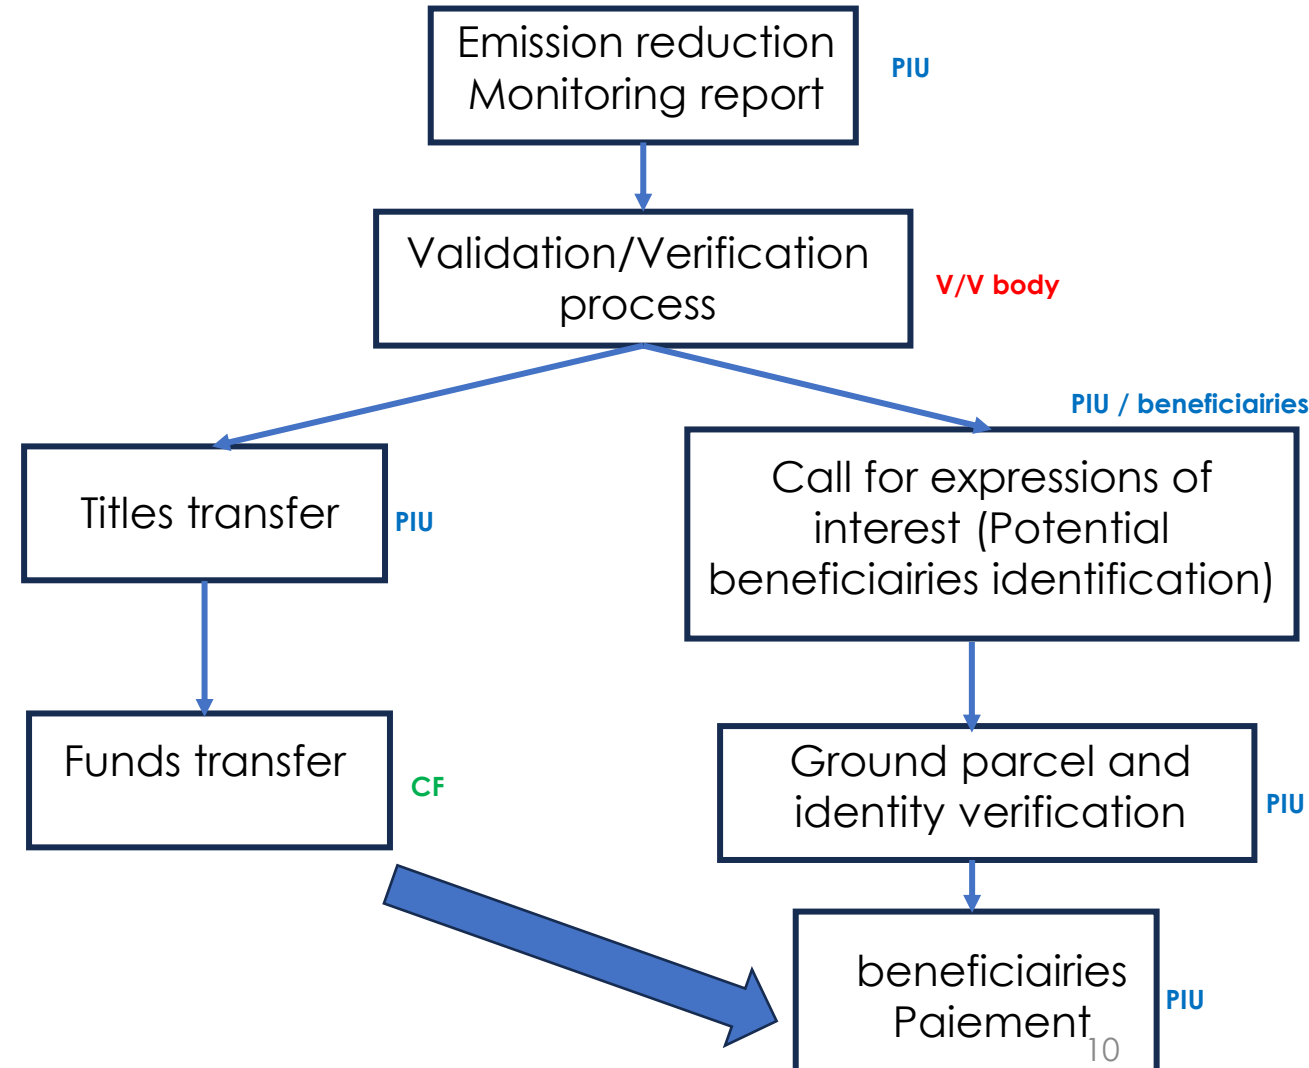 Emission reduction
Monitoring report
PIU
Validation/Verification
process
V/V body
PIU / beneficiairies
Titles transfer
PIU
Call for expressions of
interest (Potential
beneficiairies identification)
Funds transfer
CF
Ground parcel and
identity verification
PIU
beneficiairies
Paiement
PIU
10